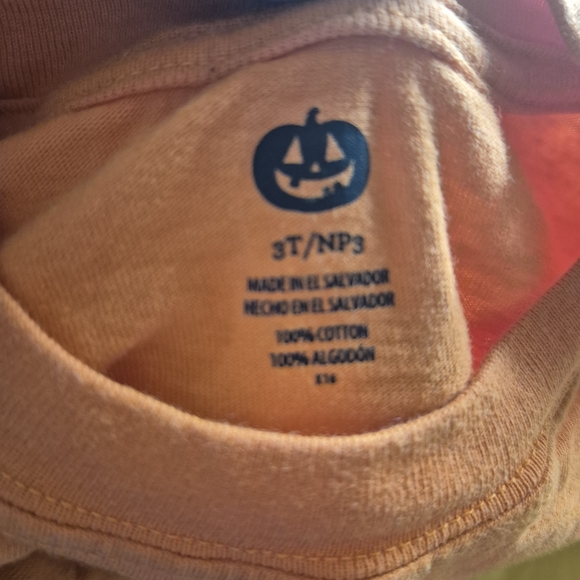 3T/NP3
MADE IN EL SALVADOR
HECHO EN EL SALVADOR
100% COTTON
100% ALGODÓN